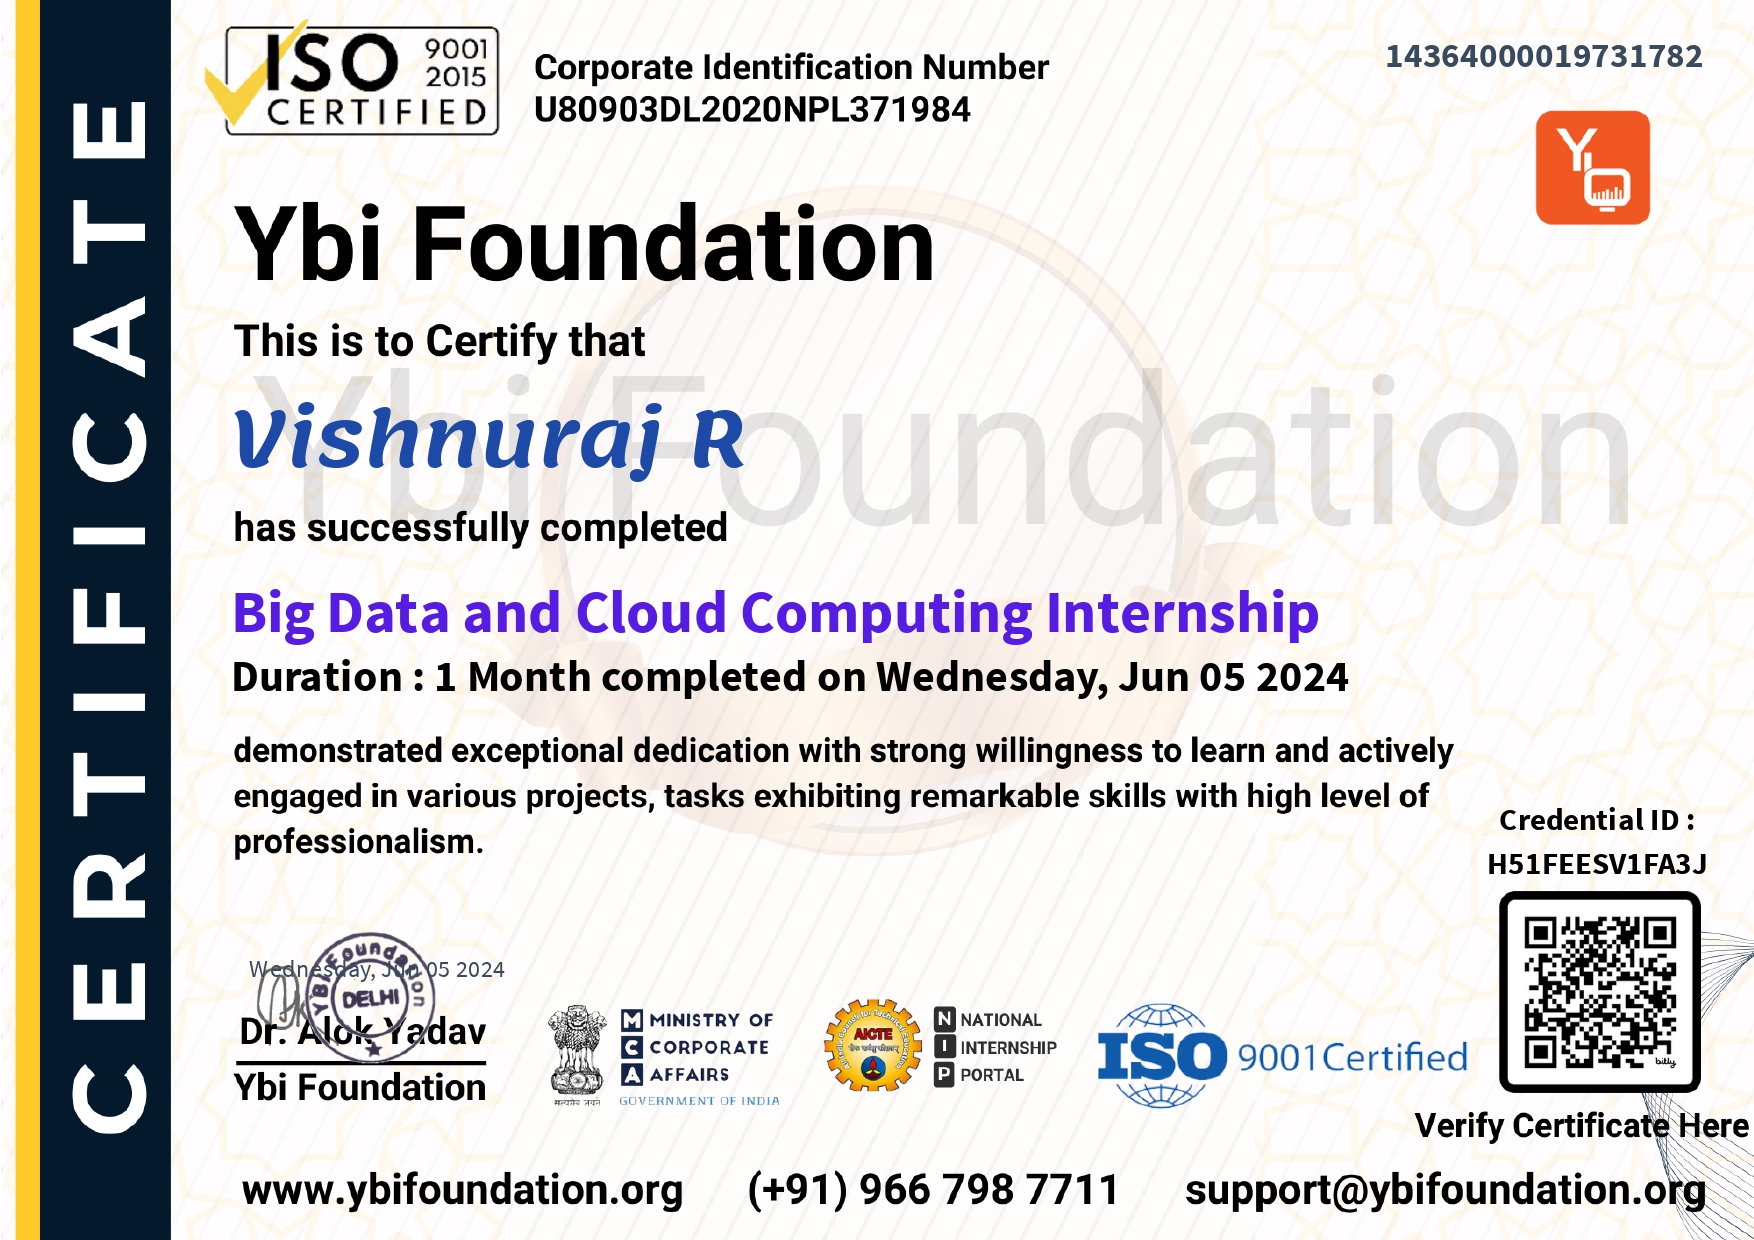 CERTIFICATE
ISO 9001
2015
CERTIFIED
Corporate Identification Number
U80903DL2020NPL371984
14364000019731782
Y
Ybi Foundation
This is to Certify that
Ybi Foundation
Vishnuraj R
has successfully completed
Big Data and Cloud Computing Internship
Duration : 1 Month completed on Wednesday, Jun 05 2024
demonstrated exceptional dedication with strong willingness to learn and actively
engaged in various projects, tasks exhibiting remarkable skills with high level of
professionalism.
Credential ID :
H51FEESV1FA3J
bitly
Verify Certificate Here
Wednesday, Jun 05 2024
YBI Foundation
DELHI
Dr. Alok Yadav
Ybi Foundation
सत्यमेव जयते
MINISTRY OF
CORPORATE
AFFAIRS
M
C
A
GOVERNMENT OF INDIA
AICTE
N NATIONAL
I INTERNSHIP
P PORTAL
ISO 9001Certified
www.ybifoundation.org
(+91) 966 798 7711
support@ybifoundation.org